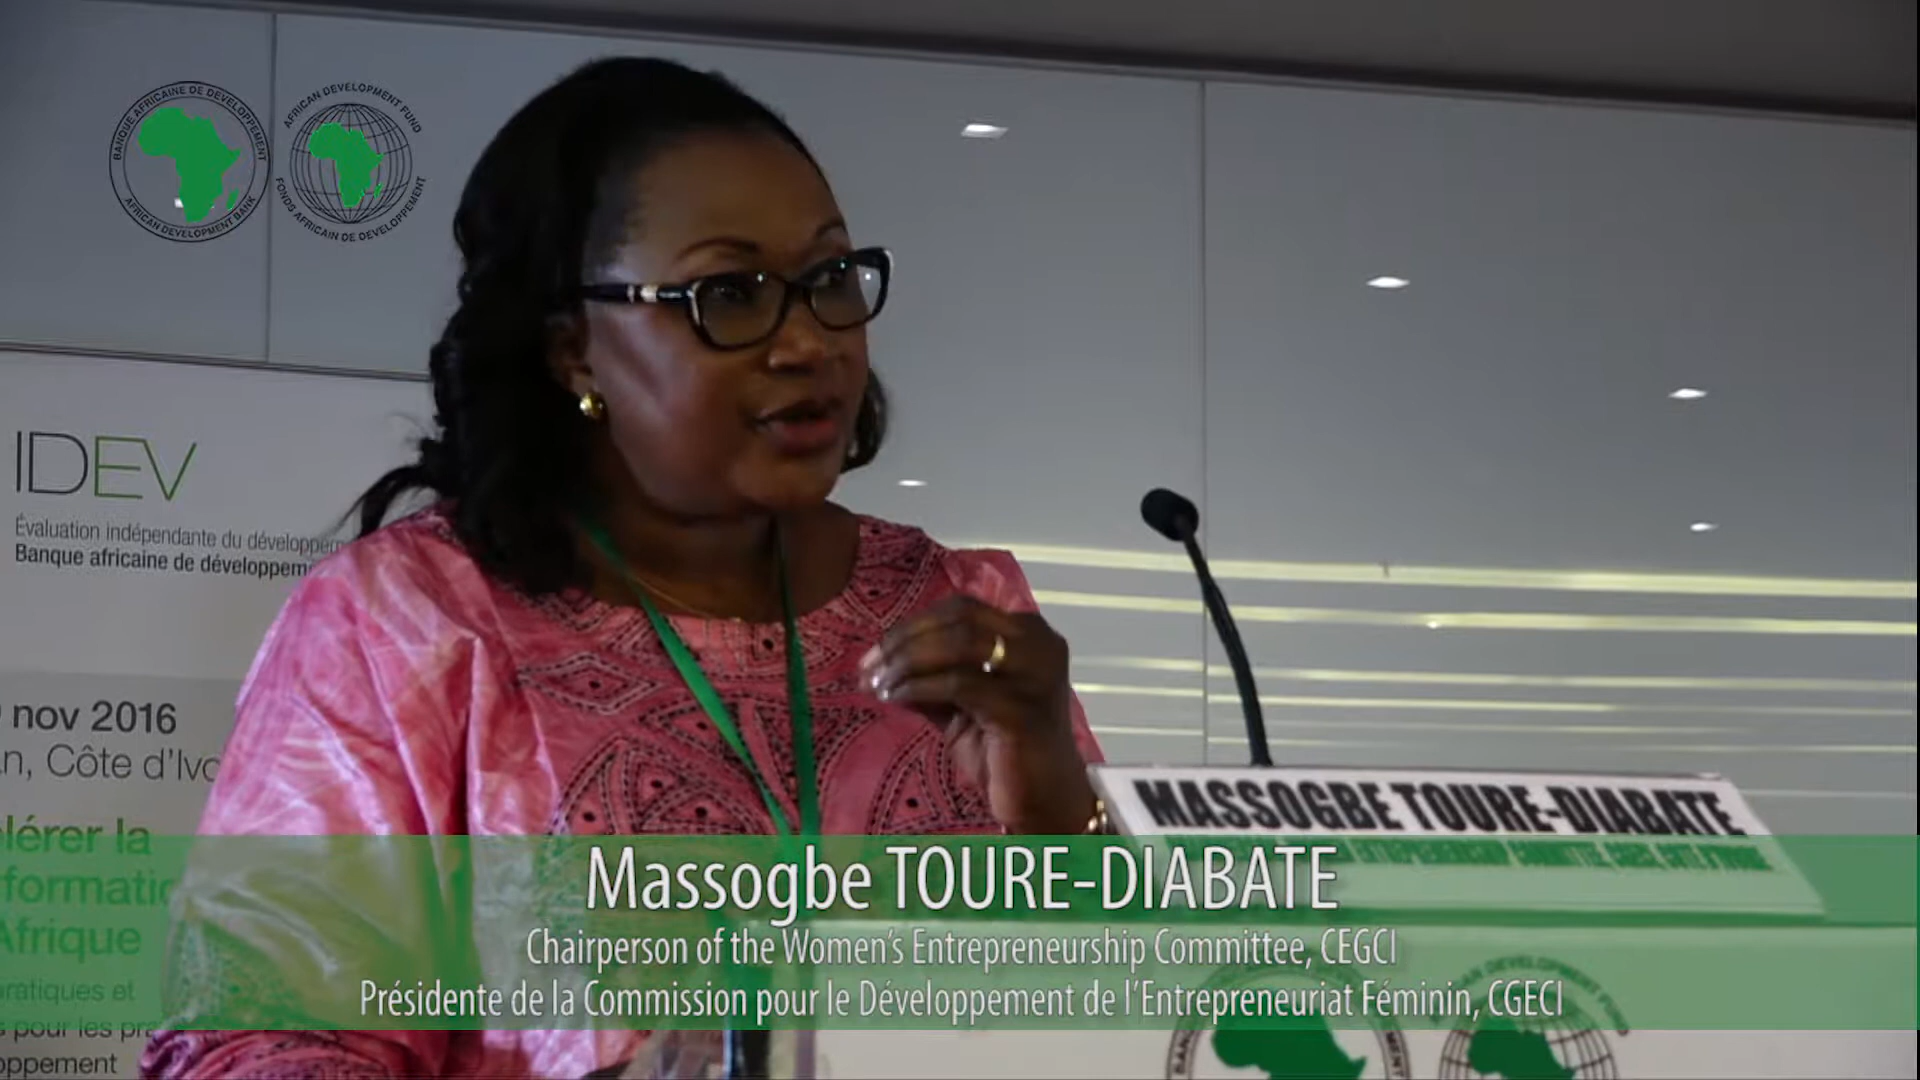 BANQUE AFRICAINE DE DEVELOPPEMENT
AFRICAN DEVELOPMENT BANK
AFRICAN DEVELOPMENT FUND
FONDS AFRICAIN DE DEVELOPPEMENT
IDEV
Évaluation indépendante du développem
Banque africaine de développem
nov 2016
n, Côte d'Ivo
lérer la
formatio
Afrique
pratiques et
pour les pra
oppement
MASSOGBE TOURE-DIABATE
Massogbe TOURE-DIABATE
Chairperson of the Women's Entrepreneurship Committee, CEGCI
Présidente de la Commission pour le Développement de l'Entrepreneuriat Féminin, CGECI